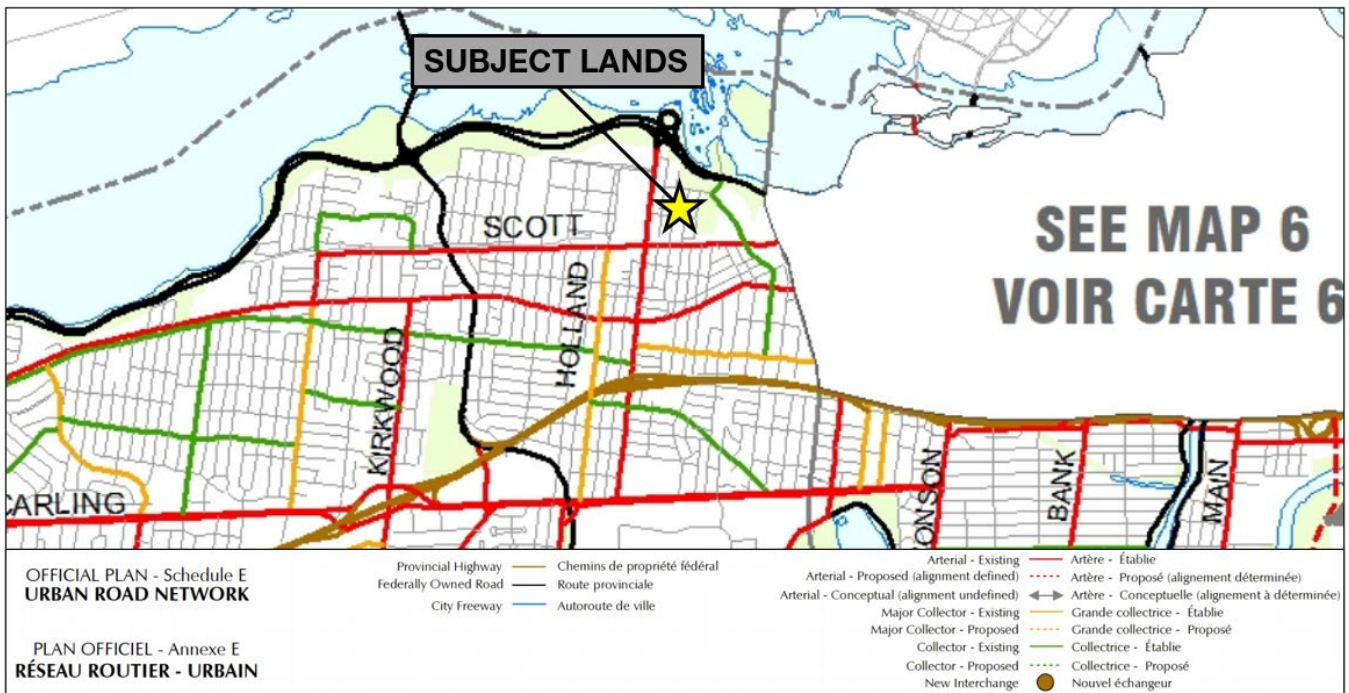 SUBJECT LANDS
SCOTT
SEE MAP 6
VOIR CARTE 6
HOLLAND
KIRKWOOD
CARLING
ONSON
BANK
MAIN
OFFICIAL PLAN - Schedule E
URBAN ROAD NETWORK
PLAN OFFICIEL - Annexe E
RÉSEAU ROUTIER - URBAIN
Provincial Highway Chemins de propriété fédéral
Federally Owned Road Route provinciale
City Freeway Autoroute de ville
Arterial - Existing Artère - Établie
Arterial - Proposed (alignment defined) Artère - Proposé (alignement déterminée)
Arterial - Conceptual (alignment undefined) Artère - Conceptuelle (alignement à déterminée)
Major Collector - Existing Grande collectrice - Établie
Major Collector - Proposed Grande collectrice - Proposé
Collector - Existing Collectrice - Établie
Collector - Proposed Collectrice - Proposé
New Interchange Nouvel échangeur